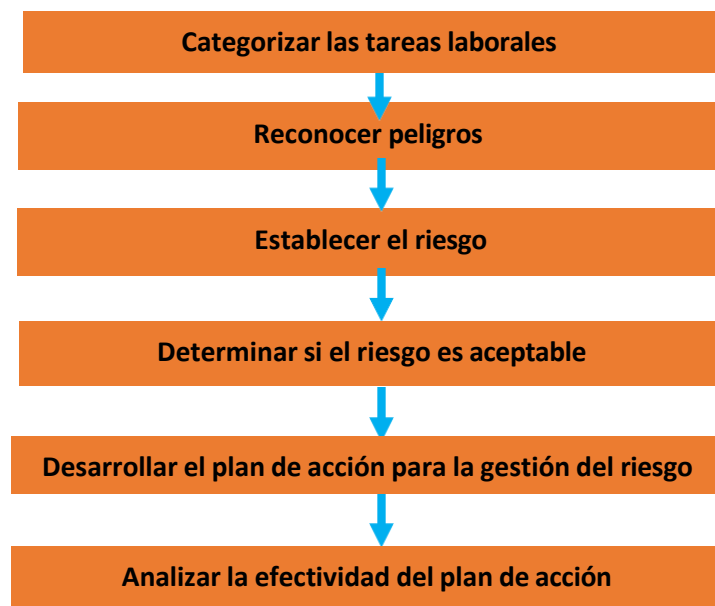 Categorizar las tareas laborales
Reconocer peligros
Establecer el riesgo
Determinar si el riesgo es aceptable
Desarrollar el plan de acción para la gestión del riesgo
Analizar la efectividad del plan de acción